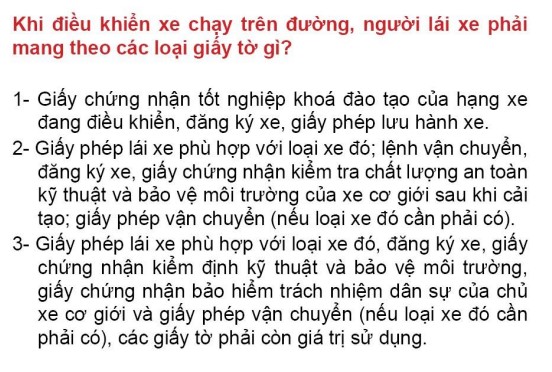 Khi điều khiển xe chạy trên đường, người lái xe phải
mang theo các loại giấy tờ gì?
1- Giấy chứng nhận tốt nghiệp khoá đào tạo của hạng xe
đang điều khiển, đăng ký xe, giấy phép lưu hành xe.
2- Giấy phép lái xe phù hợp với loại xe đó; lệnh vận chuyển,
đăng ký xe, giấy chứng nhận kiểm tra chất lượng an toàn
kỹ thuật và bảo vệ môi trường của xe cơ giới sau khi cải
tạo; giấy phép vận chuyển (nếu loại xe đó cần phải có).
3- Giấy phép lái xe phù hợp với loại xe đó, đăng ký xe, giấy
chứng nhận kiểm định kỹ thuật và bảo vệ môi trường,
giấy chứng nhận bảo hiểm trách nhiệm dân sự của chủ
xe cơ giới và giấy phép vận chuyển (nếu loại xe đó cần
phải có), các giấy tờ phải còn giá trị sử dụng.